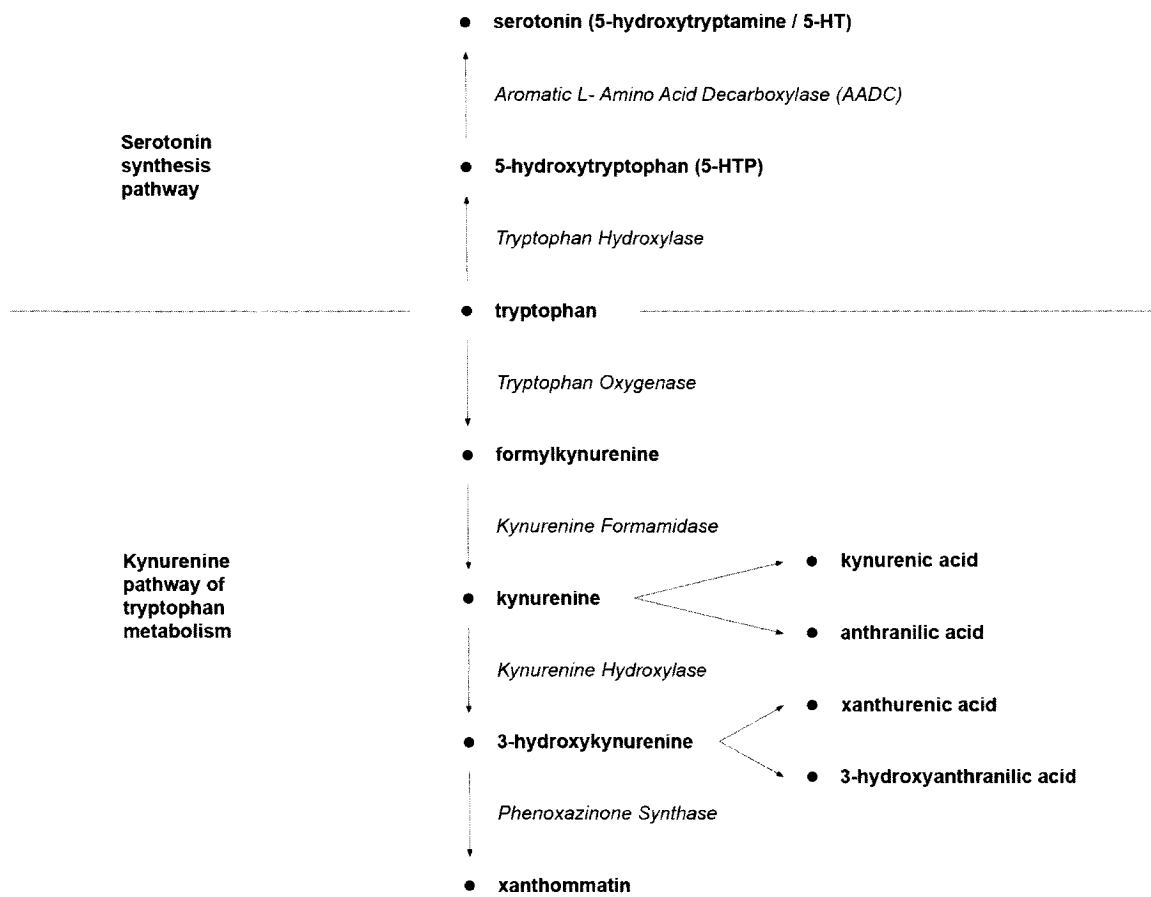 serotonin (5-hydroxytryptamine / 5-HT)
Aromatic L- Amino Acid Decarboxylase (AADC)
Serotonin
synthesis
pathway
5-hydroxytryptophan (5-HTP)
Tryptophan Hydroxylase
tryptophan
Tryptophan Oxygenase
formylkynurenine
Kynurenine Formamidase
Kynurenine
pathway of
tryptophan
metabolism
kynurenic acid
kynurenine
anthranilic acid
Kynurenine Hydroxylase
xanthurenic acid
3-hydroxykynurenine
3-hydroxyanthranilic acid
Phenoxazinone Synthase
xanthommatin